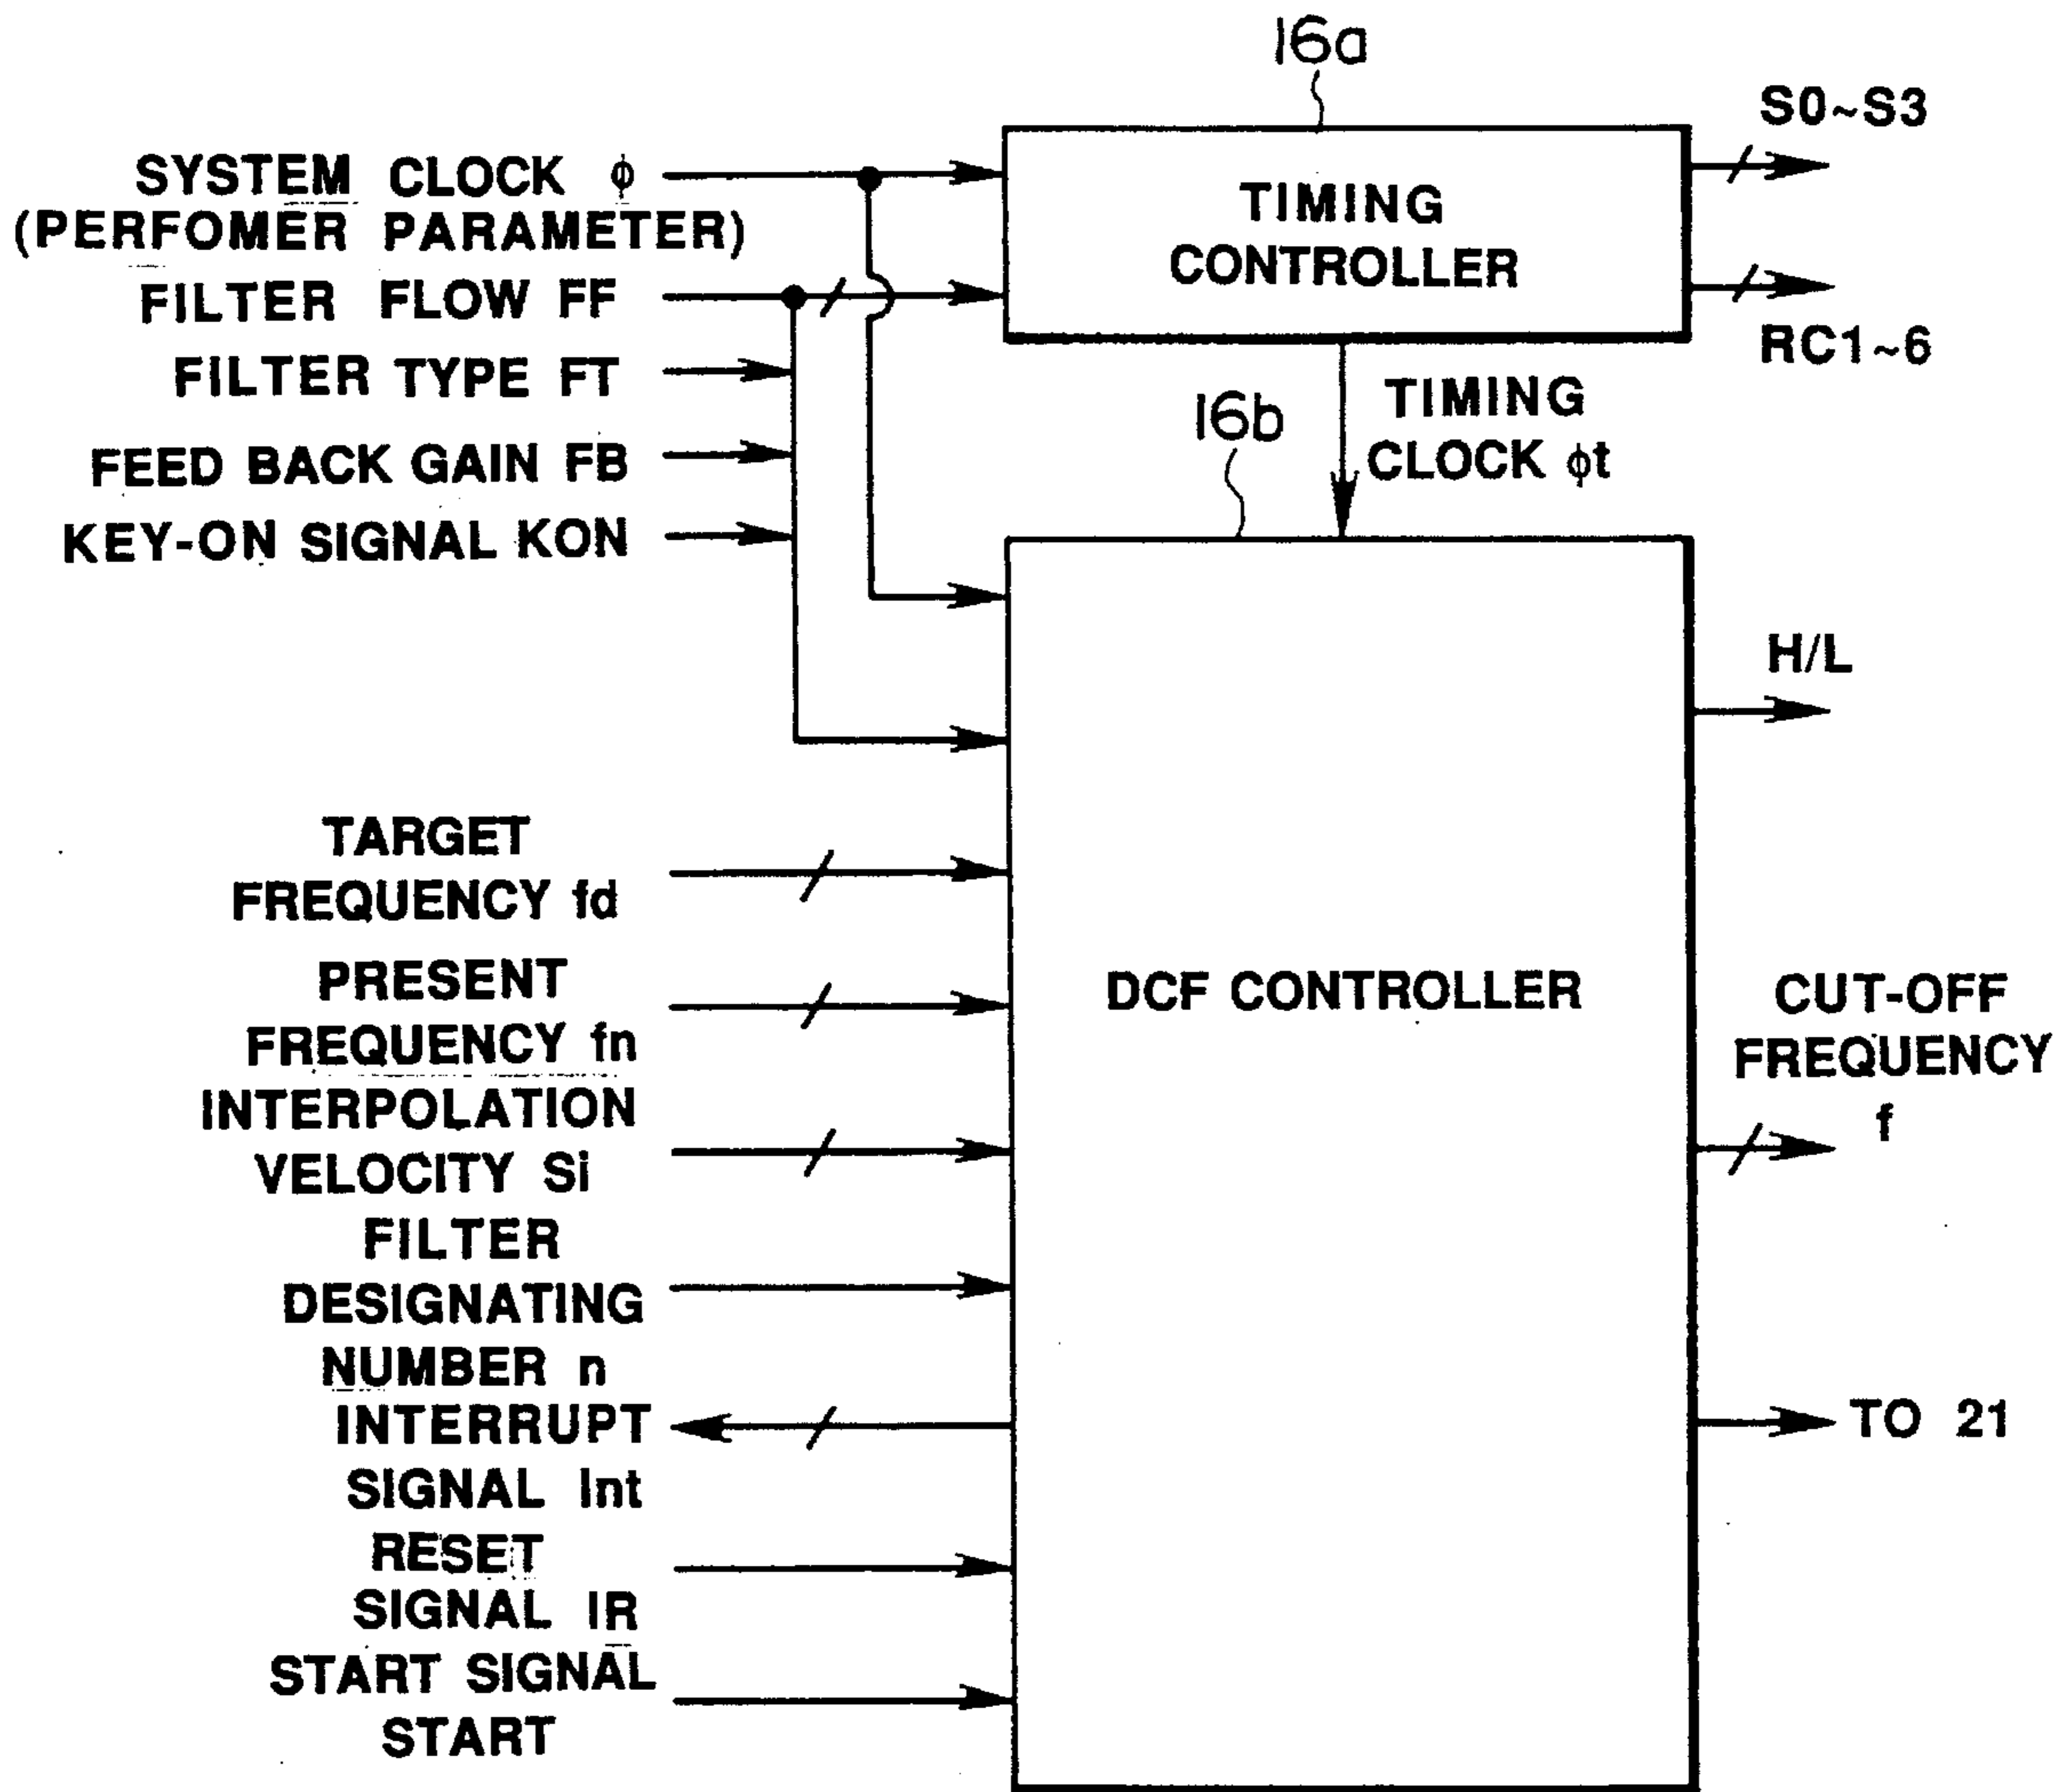 16a
S0~S3
SYSTEM CLOCK ϕ
(PERFOMER PARAMETER)
TIMING
CONTROLLER
FILTER FLOW FF
RC1~6
FILTER TYPE FT
16b
TIMING
CLOCK ϕt
FEED BACK GAIN FB
KEY-ON SIGNAL KON
H/L
TARGET
FREQUENCY fd
PRESENT
FREQUENCY fn
DCF CONTROLLER
CUT-OFF
FREQUENCY
f
INTERPOLATION
VELOCITY Si
FILTER
DESIGNATING
NUMBER n
INTERRUPT
SIGNAL Int
TO 21
RESET
SIGNAL IR
START SIGNAL
START